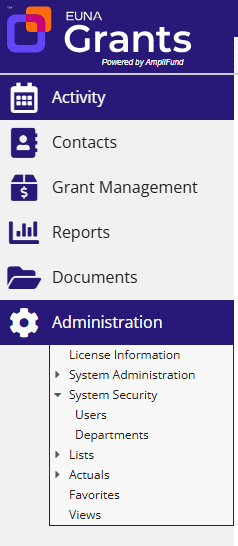 EUNA
Grants
Powered by AmpliFund
Activity
Contacts
Grant Management
Reports
Documents
Administration
License Information
System Administration
System Security
Users
Departments
Lists
Actuals
Favorites
Views